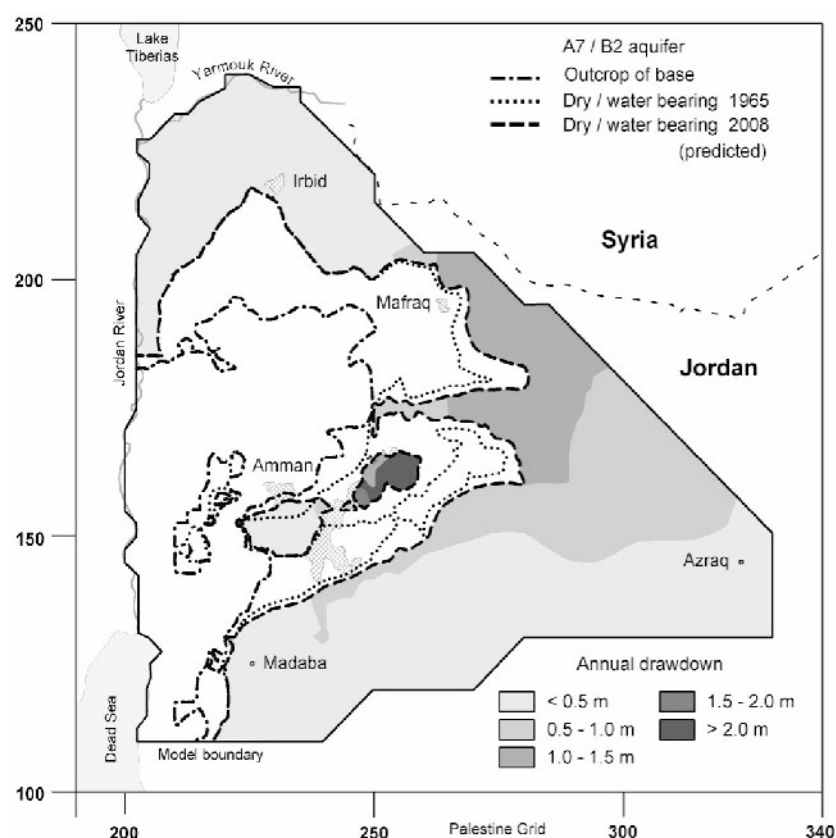 250
200
150
100
200
250
300
340
Palestine Grid
A7 / B2 aquifer
Outcrop of base
Dry / water bearing 1965
Dry / water bearing 2008
(predicted)
Lake
Tiberias
Yarmouk River
Irbid
Syria
Mafraq
Jordan River
Jordan
Amman
Azraq
Madaba
Dead Sea
Model boundary
Annual drawdown
< 0.5 m
0.5 - 1.0 m
1.0 - 1.5 m
1.5 - 2.0 m
> 2.0 m